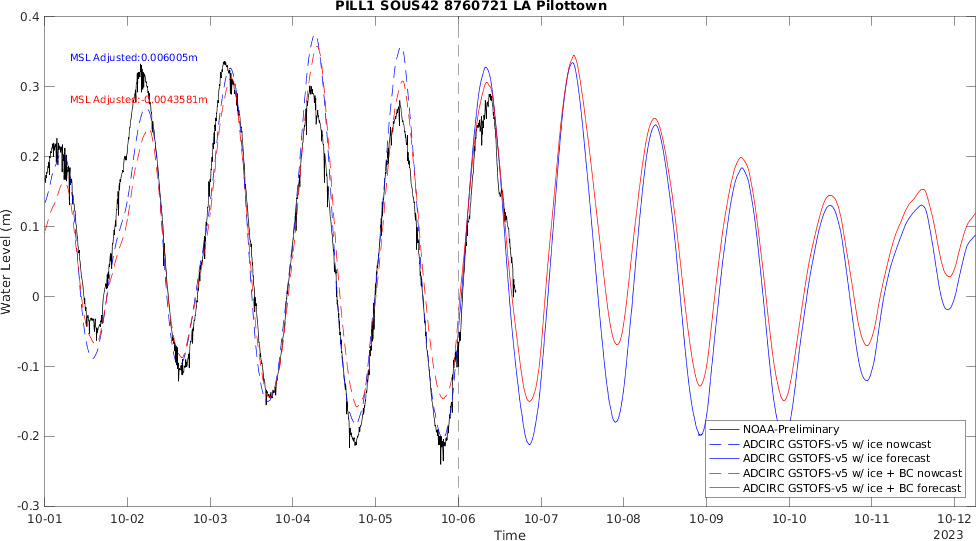 PILL1 SOUS42 8760721 LA Pilottown
0.4
0.3
0.2
0.1
0
-0.1
-0.2
-0.3
Water Level (m)
MSL Adjusted:0.006005m
MSL Adjusted:-0.0043581m
NOAA-Preliminary
ADCIRC GSTOFS-v5 w/ ice nowcast
ADCIRC GSTOFS-v5 w/ ice forecast
ADCIRC GSTOFS-v5 w/ ice + BC nowcast
ADCIRC GSTOFS-v5 w/ ice + BC forecast
10-01 10-02 10-03 10-04 10-05 10-06 10-07 10-08 10-09 10-10 10-11 10-12
2023
Time